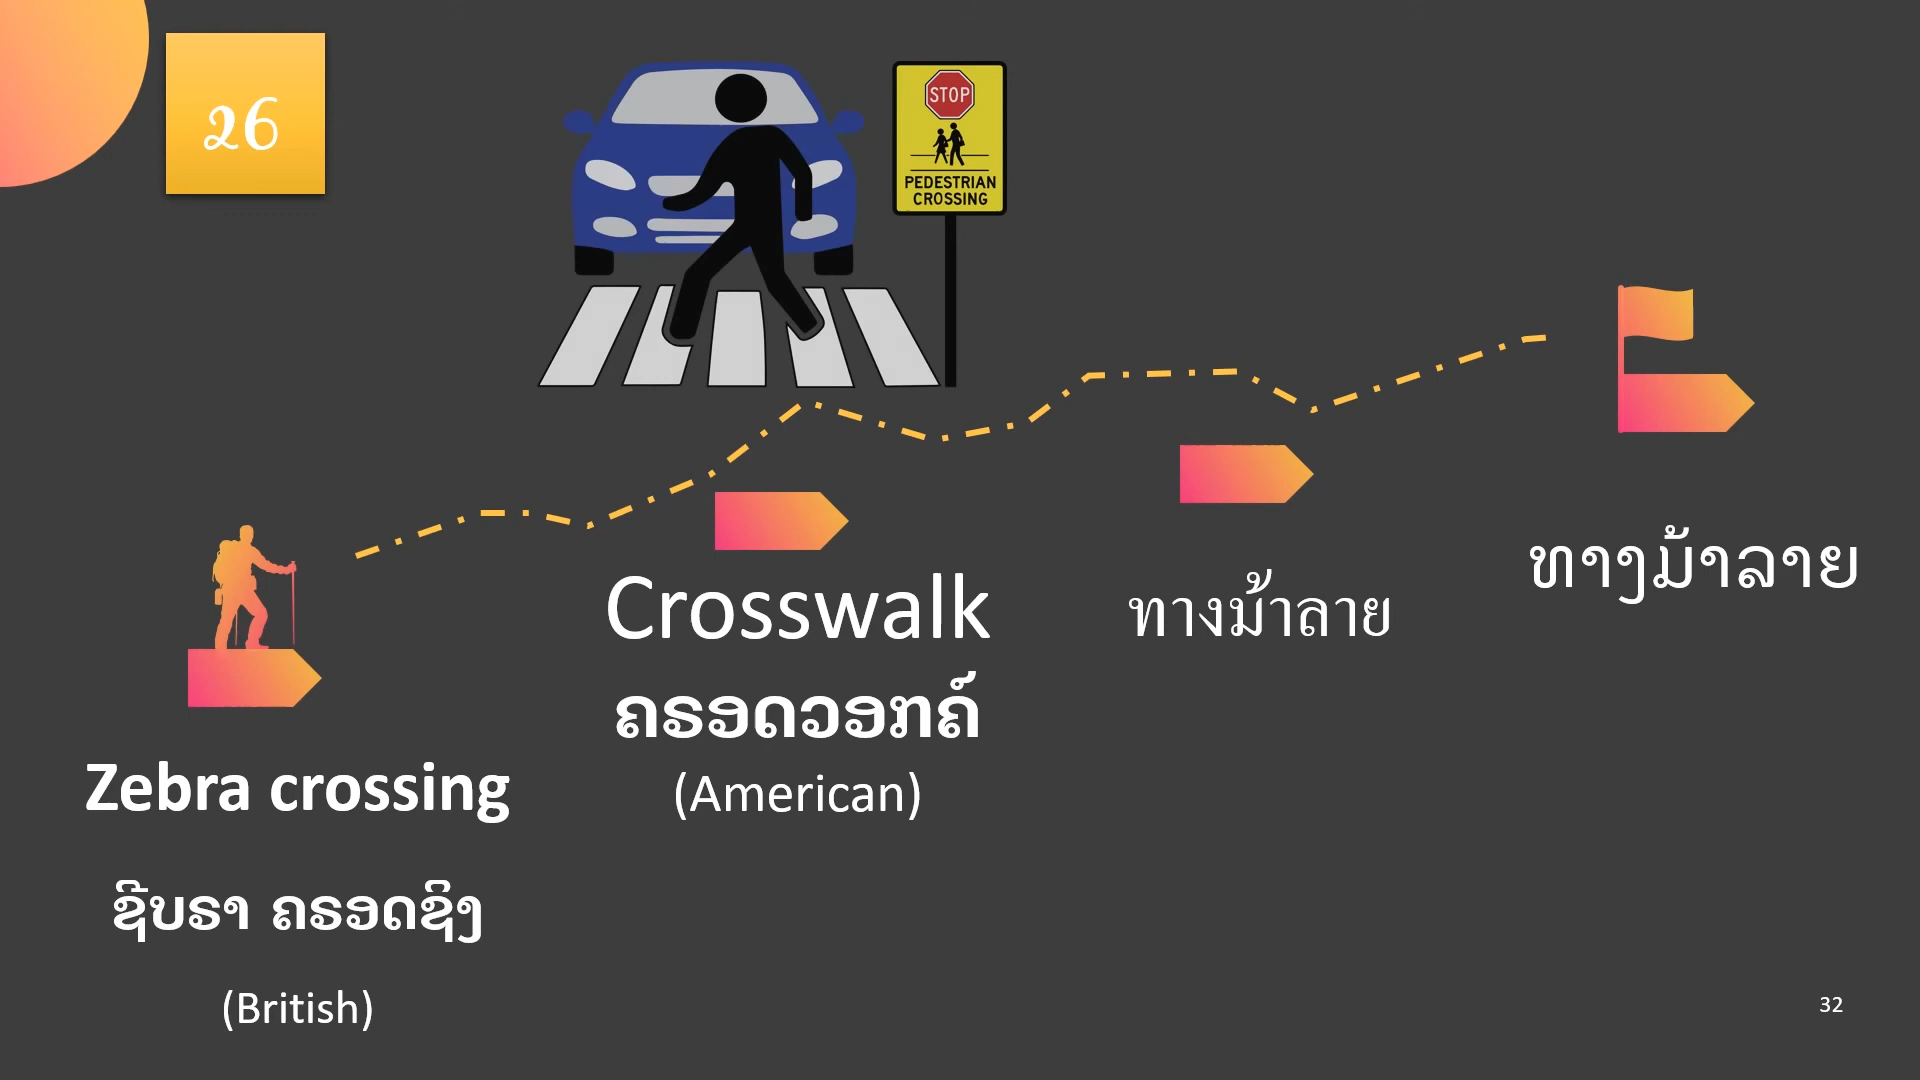 26
STOP
PEDESTRIAN
CROSSING
Zebra crossing
ຊີບຣາ ຄຣອດຊິງ
(British)
Crosswalk
ຄຣອດວອກຄ໌
(American)
ทางม้าลาย
ທາງມ້າລາຍ
32